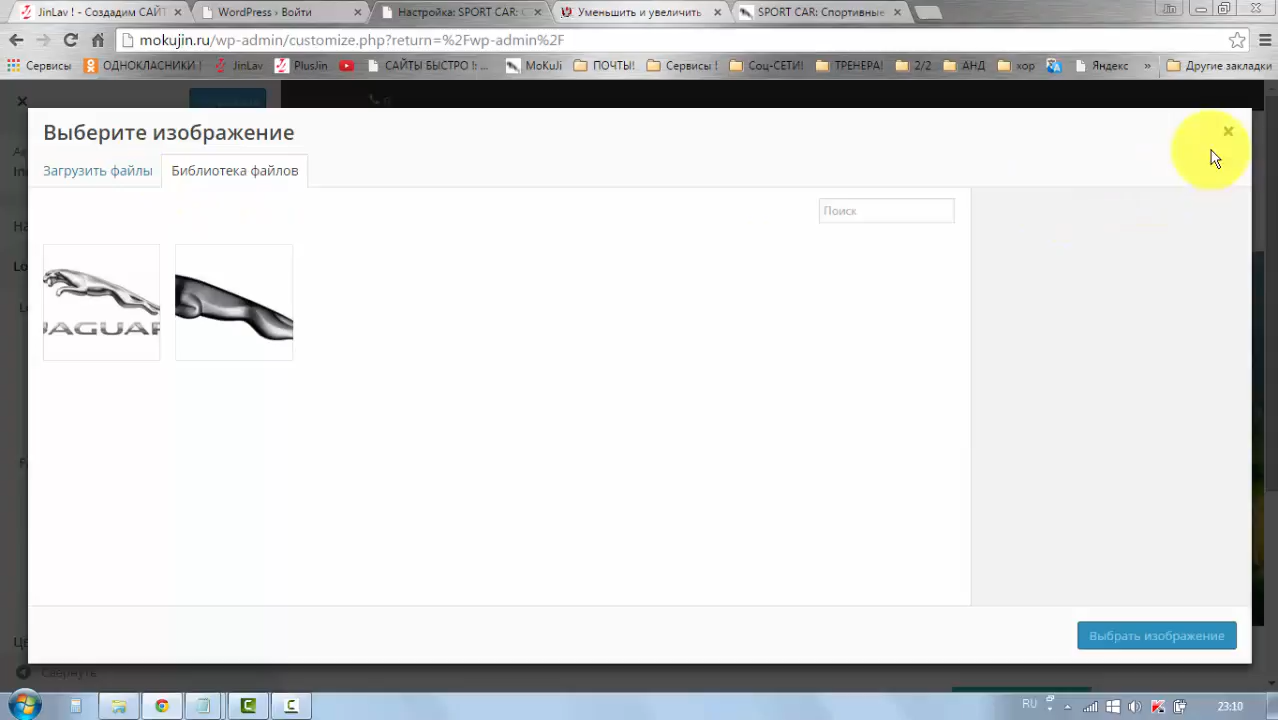 JinLav ! - Создадим САЙТ
WordPress › Войти
Настройка: SPORT CAR: С
Уменьшить и увеличить
SPORT CAR: Спортивные
mokujin.ru/wp-admin/customize.php?return=%2Fwp-admin%2F
Сервисы
ОДНОКЛАСНИКИ !
JinLav
PlusJin
САЙТЫ БЫСТРО !: ...
MoKuJi
ПОЧТЫ!
Сервисы !
Соц-СЕТИ!
ТРЕНЕРА!
2/2
АНД
хор
Яндекс
»
Другие закладки
Выберите изображение
Загрузить файлы
Библиотека файлов
Поиск
JAGUAR
Выбрать изображение
Свернуть
RU
23:10